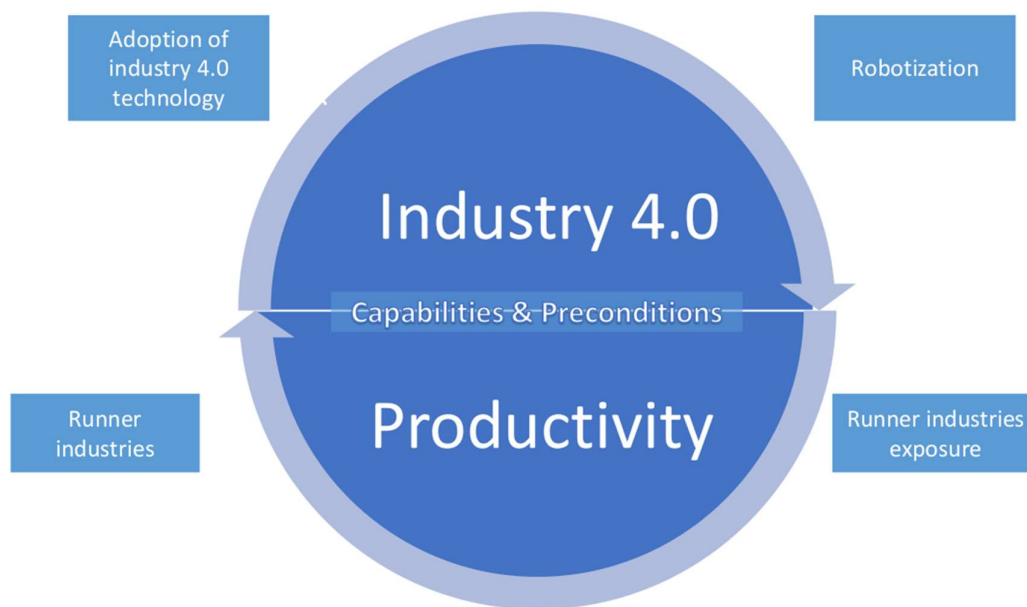 Adoption of
industry 4.0
technology
Robotization
Industry 4.0
Capabilities & Preconditions
Productivity
Runner
industries
Runner industries
exposure